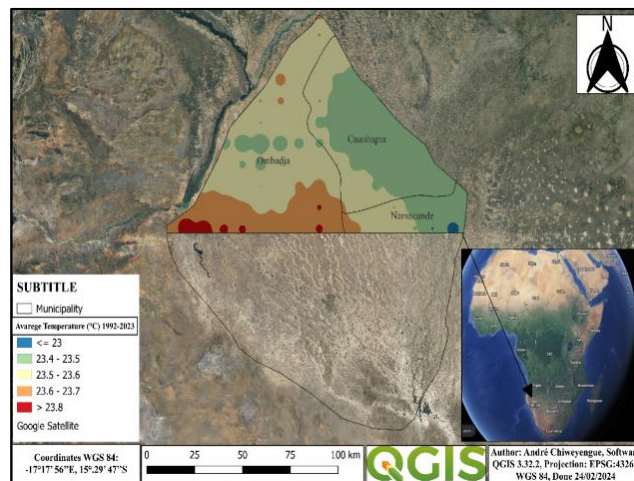 N
Cuanhama
Ombadja
Namacunde
SUBTITLE
Municipality
Avarege Temperature (°C) 1992-2023
<= 23
23.4 - 23.5
23.5 - 23.6
23.6 - 23.7
> 23.8
Google Satellite
Coordinates WGS 84:
-17°17' 56”E, 15°.29' 47”S
0 25 50 75 100 km
QGIS
Author: André Chiweyengue, Softwar
QGIS 3.32.2, Projection: EPSG:4326
WGS 84, Done 24/02/2024